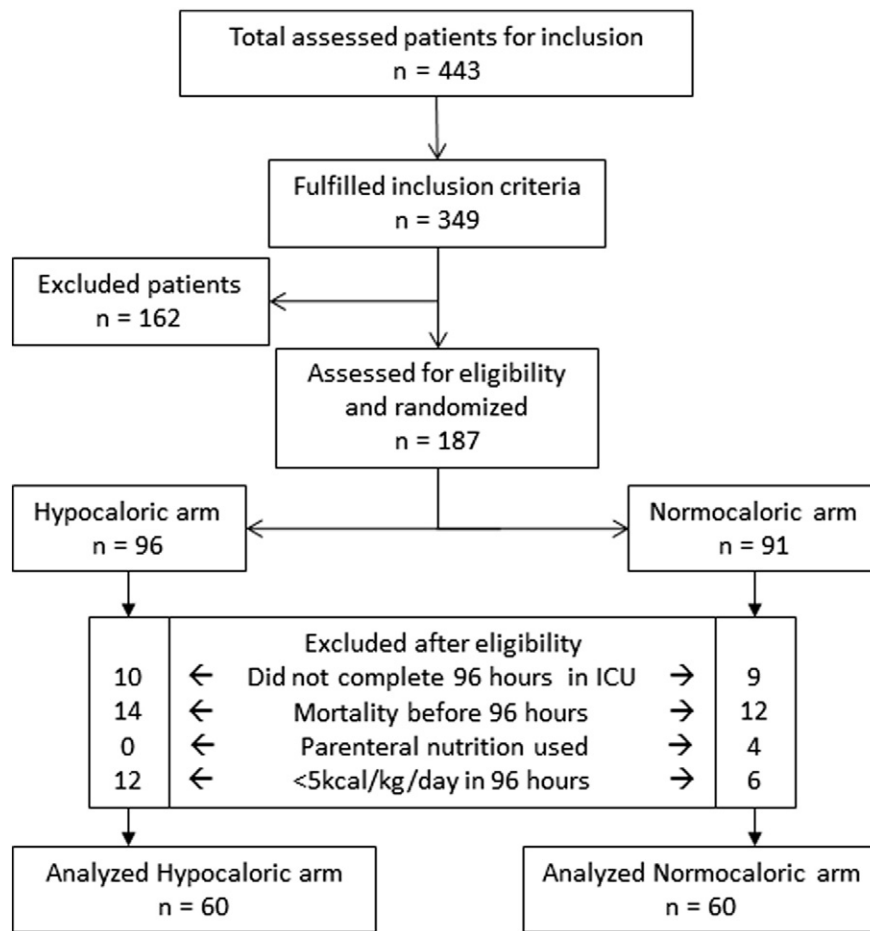 Total assessed patients for inclusion
n = 443
Fulfilled inclusion criteria
n = 349
Excluded patients
n = 162
Assessed for eligibility
and randomized
n = 187
Hypocaloric arm
n = 96
Normocaloric arm
n = 91
Excluded after eligibility
10 ← Did not complete 96 hours in ICU → 9
14 ← Mortality before 96 hours → 12
0 ← Parenteral nutrition used → 4
12 ← <5kcal/kg/day in 96 hours → 6
Analyzed Hypocaloric arm
n = 60
Analyzed Normocaloric arm
n = 60